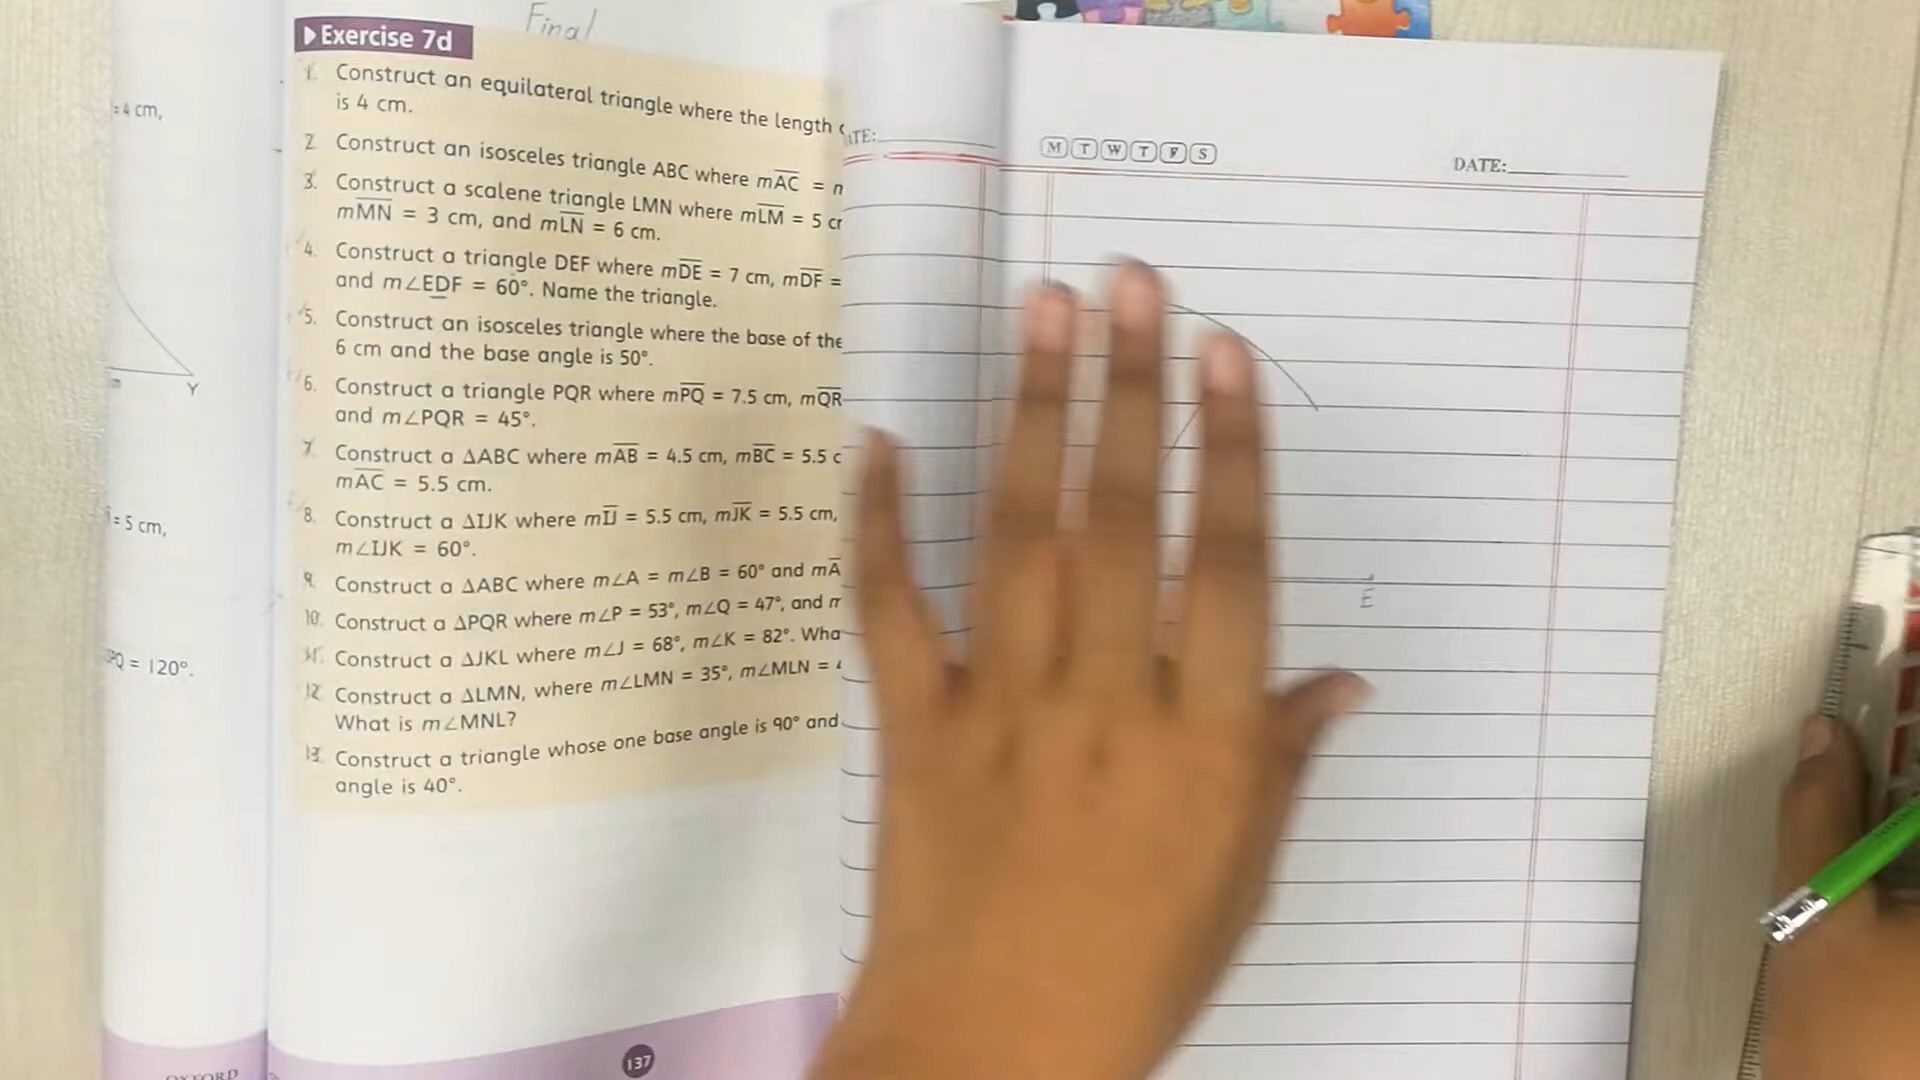 Final
Exercise 7d
1. Construct an equilateral triangle where the length
is 4 cm.
2. Construct an isosceles triangle ABC where mAC =
3. Construct a scalene triangle LMN where mLM = 5
mMN = 3 cm, and mLN = 6 cm.
4. Construct a triangle DEF where mDE = 7 cm, mDF =
and m∠EDF = 60°. Name the triangle.
5. Construct an isosceles triangle where the base of the
6 cm and the base angle is 50°.
6. Construct a triangle PQR where mPQ = 7.5 cm, mQR
and m∠PQR = 45°.
7. Construct a ΔABC where mAB = 4.5 cm, mBC = 5.5 c
mAC = 5.5 cm.
8. Construct a ΔIJK where mIJ = 5.5 cm, mJK = 5.5 cm,
m∠IJK = 60°.
9. Construct a ΔABC where m∠A = m∠B = 60° and mA
10. Construct a ΔPQR where m∠P = 53°, m∠Q = 47°, and
11. Construct a ΔJKL where m∠J = 68°, m∠K = 82°. Wha
12. Construct a ΔLMN, where m∠LMN = 35°, m∠MLN =
What is m∠MNL?
13. Construct a triangle whose one base angle is 90° and
angle is 40°.
137
= 4 cm,
Y
= 5 cm,
PQ = 120°.
OXFORD
ATE:
M T W T F S
DATE:
E